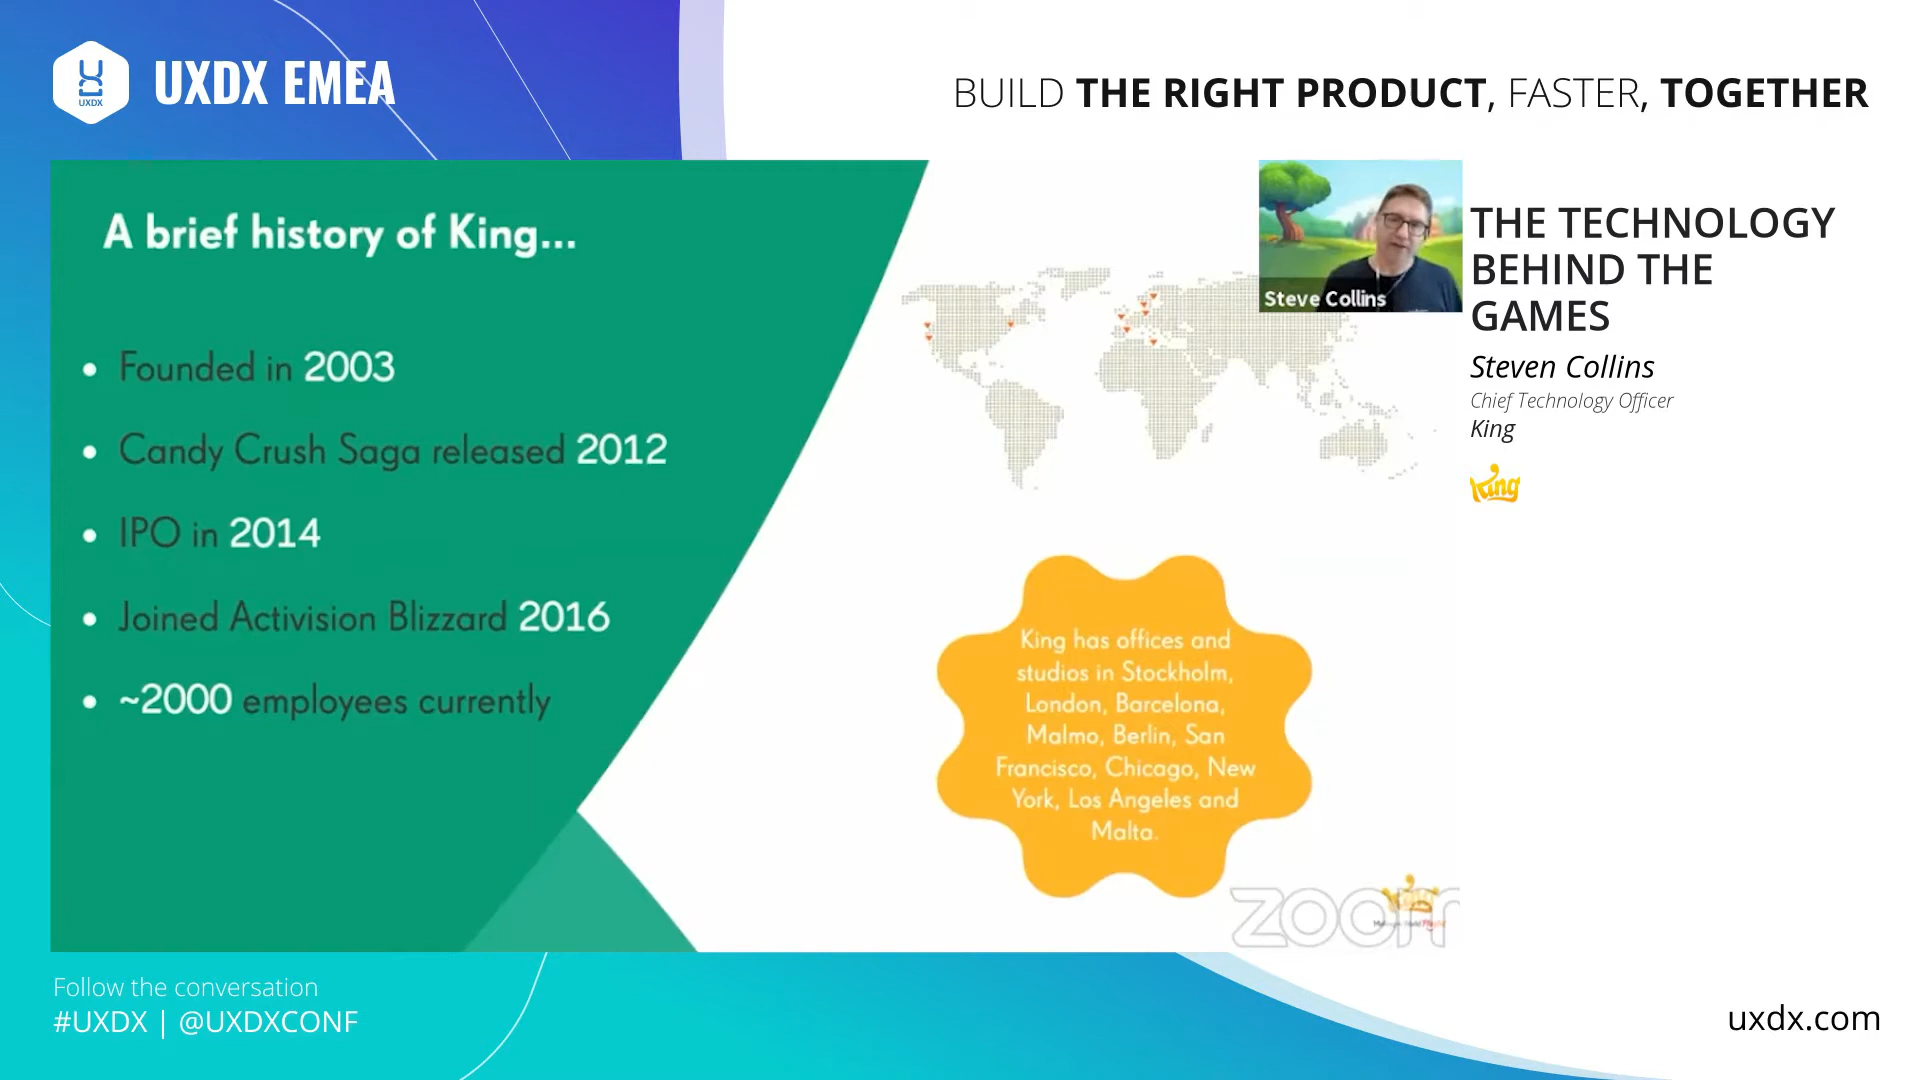 UXDX
UXDX EMEA
BUILD THE RIGHT PRODUCT, FASTER, TOGETHER
A brief history of King...
Founded in 2003
Candy Crush Saga released 2012
IPO in 2014
Joined Activision Blizzard 2016
~2000 employees currently
Steve Collins
King has offices and
studios in Stockholm,
London, Barcelona,
Malmo, Berlin, San
Francisco, Chicago, New
York, Los Angeles and
Malta.
zoom
THE TECHNOLOGY
BEHIND THE
GAMES
Steven Collins
Chief Technology Officer
King
King
Follow the conversation
#UXDX | @UXDXCONF
uxdx.com